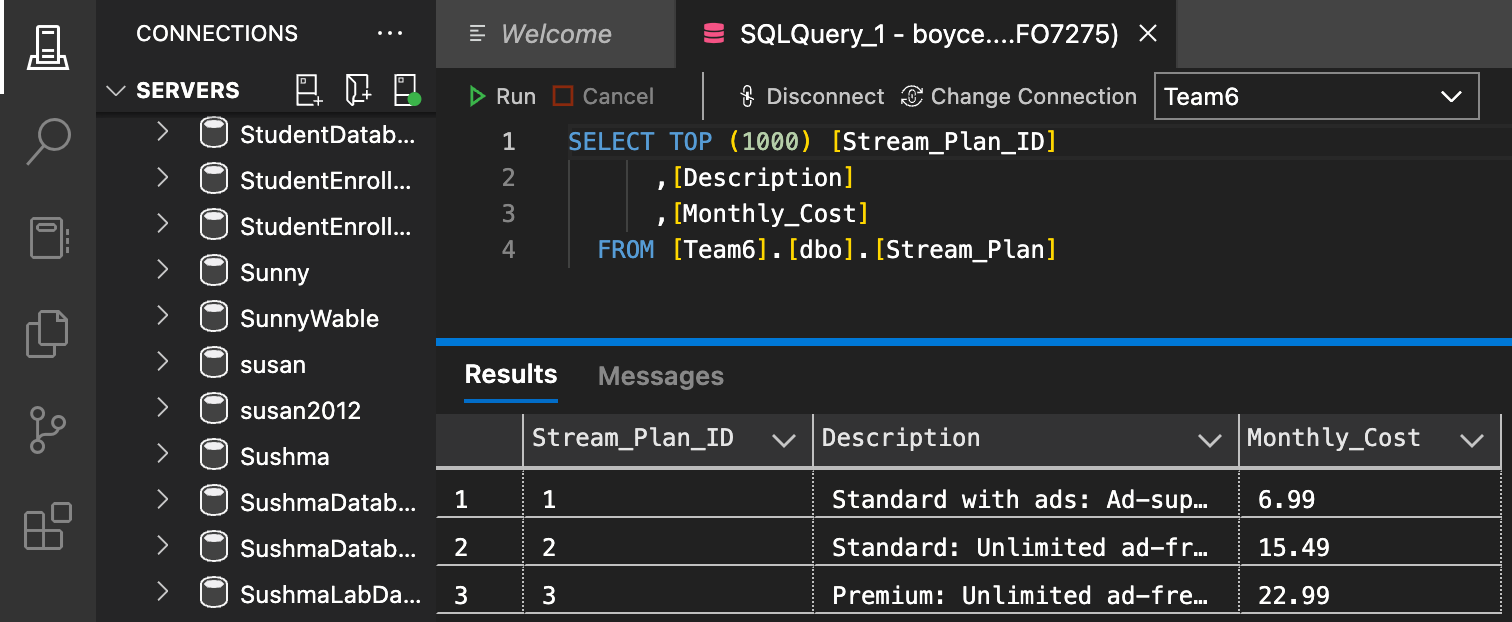 CONNECTIONS
SERVERS
StudentDatab...
StudentEnroll...
StudentEnroll...
Sunny
SunnyWable
susan
susan2012
Sushma
SushmaDatab...
SushmaDatab...
SushmaLabDa...
Welcome
SQLQuery_1 - boyce....FO7275)
Run Cancel Disconnect Change Connection Team6
1 SELECT TOP (1000) [Stream_Plan_ID]
2 ,[Description]
3 ,[Monthly_Cost]
4 FROM [Team6].[dbo].[Stream_Plan]
Results Messages
Stream_Plan_ID Description Monthly_Cost
1 1 Standard with ads: Ad-sup… 6.99
2 2 Standard: Unlimited ad-fr… 15.49
3 3 Premium: Unlimited ad-fre… 22.99